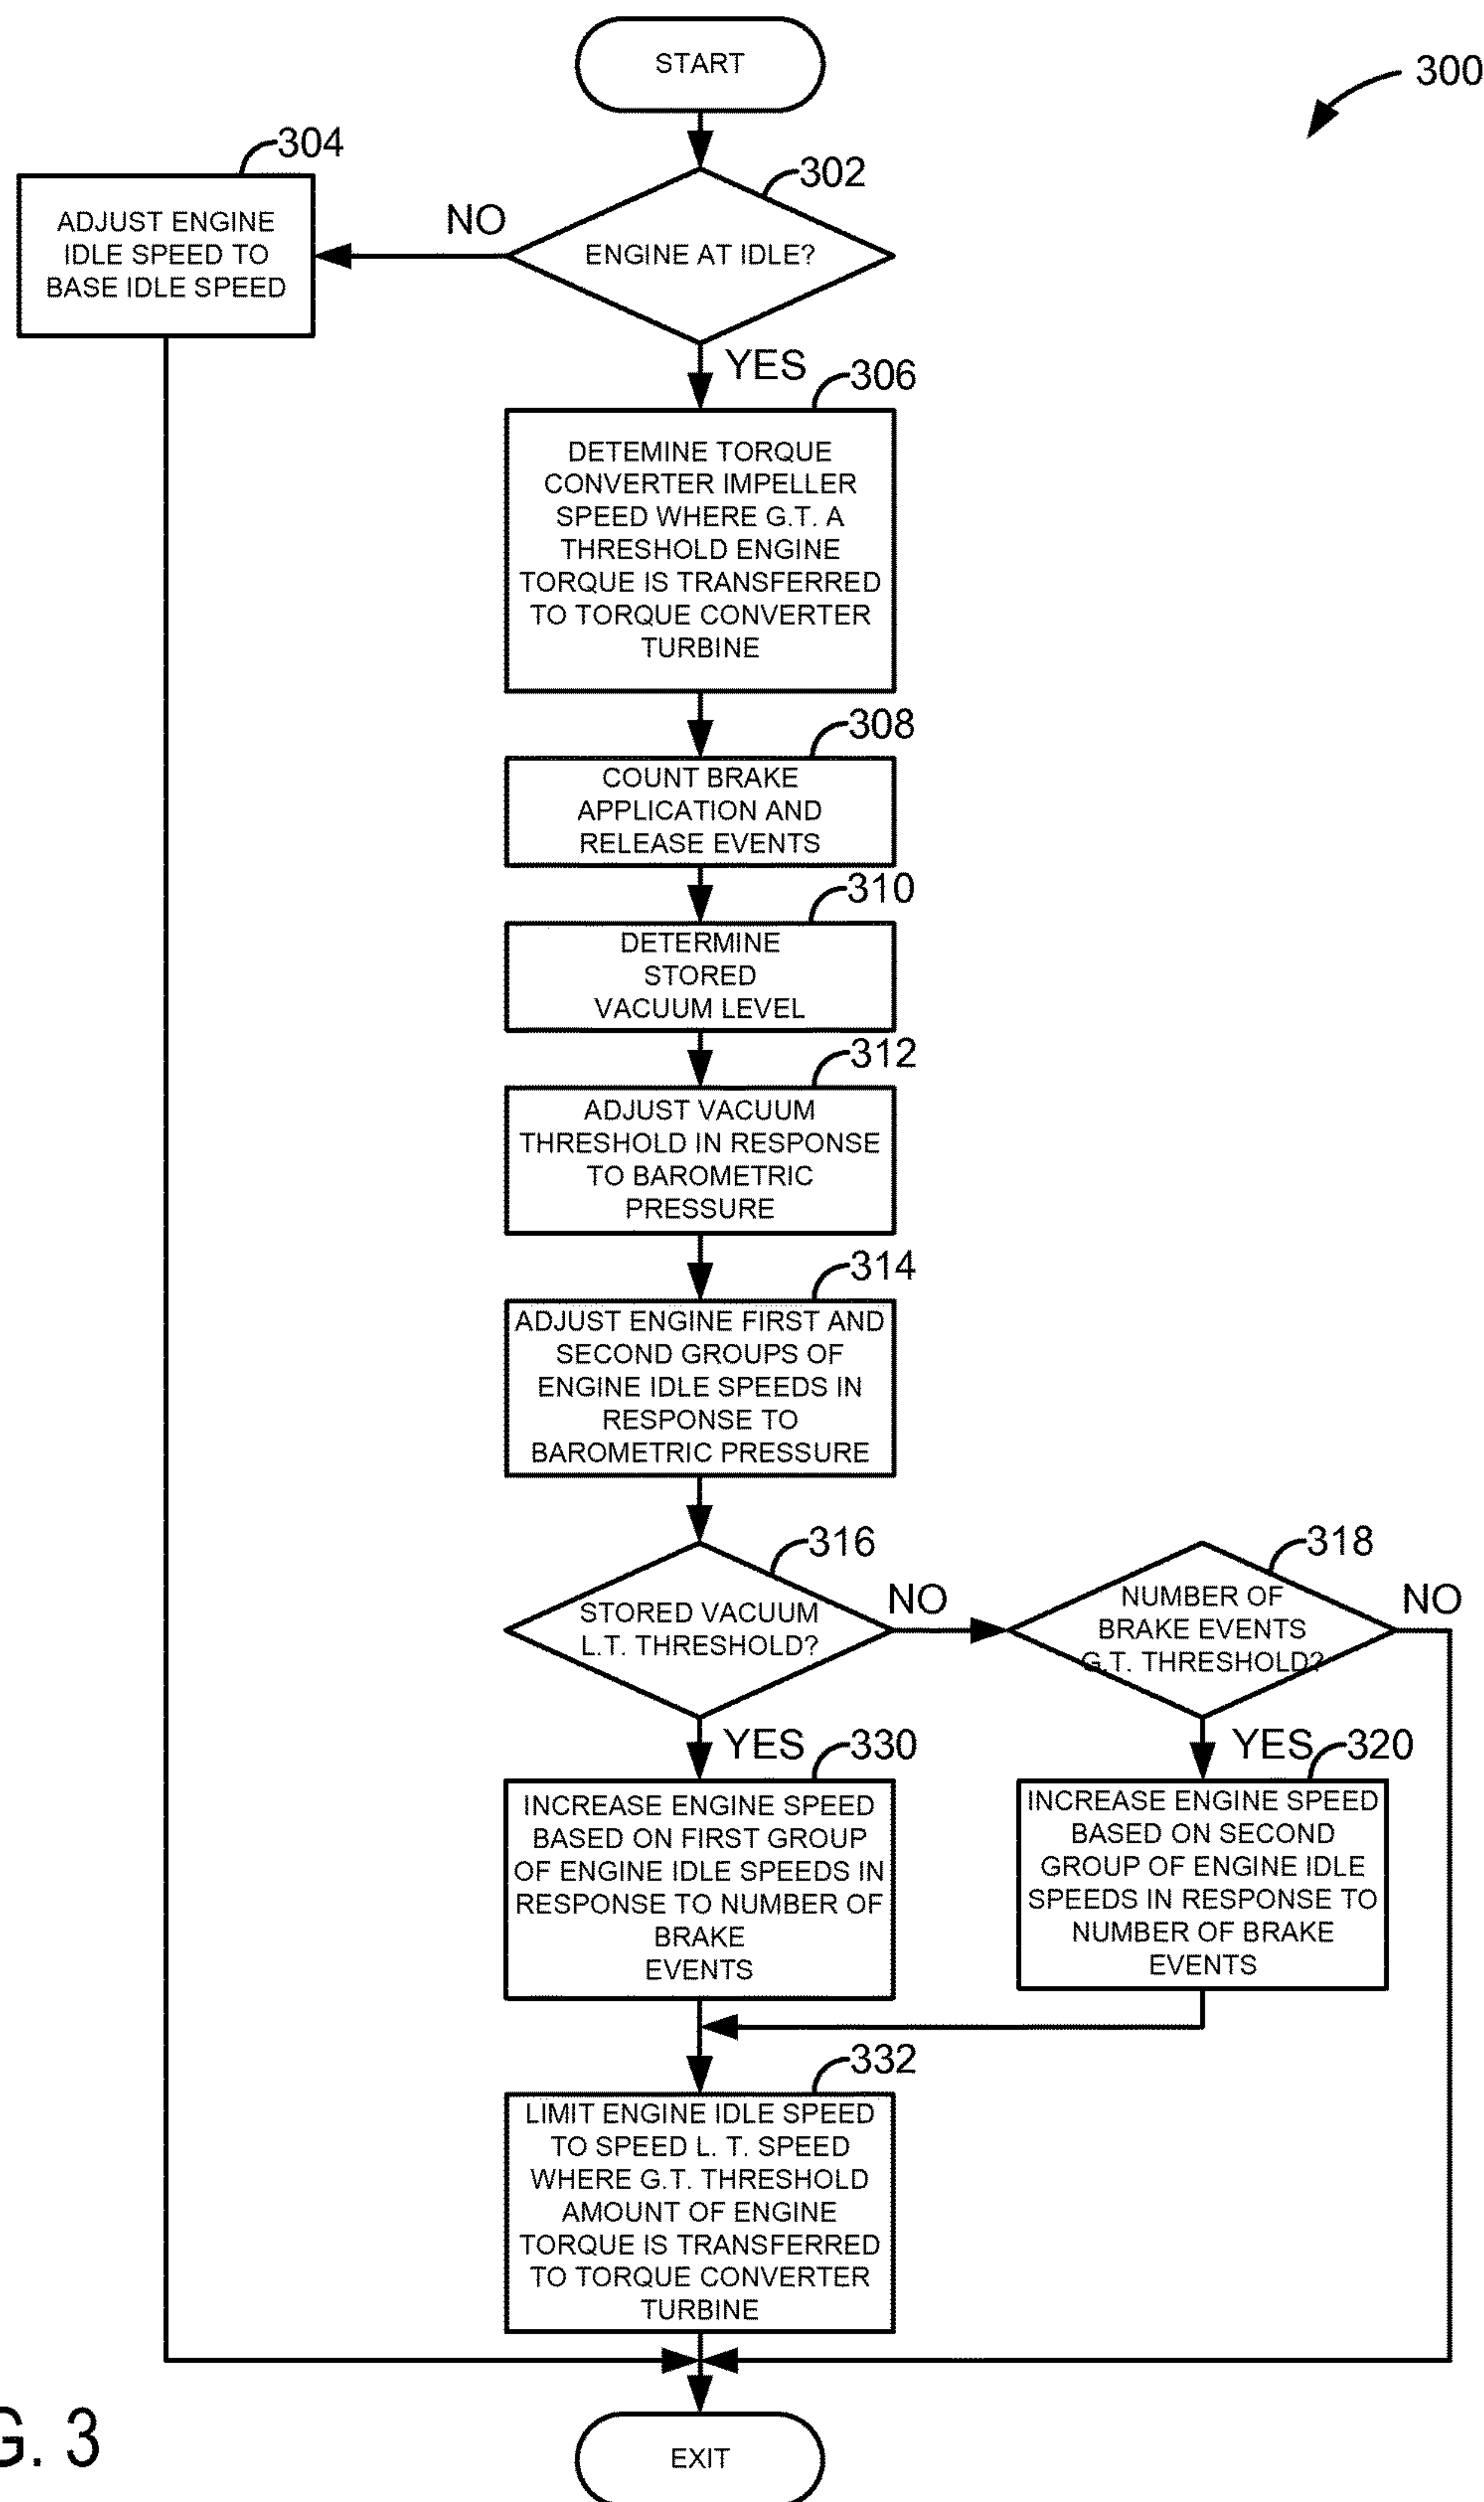 START
300
304
302
ADJUST ENGINE
IDLE SPEED TO
BASE IDLE SPEED
NO
ENGINE AT IDLE?
YES
306
DETEMINE TORQUE
CONVERTER IMPELLER
SPEED WHERE G.T. A
THRESHOLD ENGINE
TORQUE IS TRANSFERRED
TO TORQUE CONVERTER
TURBINE
308
COUNT BRAKE
APPLICATION AND
RELEASE EVENTS
310
DETERMINE
STORED
VACUUM LEVEL
312
ADJUST VACUUM
THRESHOLD IN RESPONSE
TO BAROMETRIC
PRESSURE
314
ADJUST ENGINE FIRST AND
SECOND GROUPS OF
ENGINE IDLE SPEEDS IN
RESPONSE TO
BAROMETRIC PRESSURE
316
STORED VACUUM
L.T. THRESHOLD?
NO
318
NUMBER OF
BRAKE EVENTS
G.T. THRESHOLD?
NO
YES
330
INCREASE ENGINE SPEED
BASED ON FIRST GROUP
OF ENGINE IDLE SPEEDS IN
RESPONSE TO NUMBER OF
BRAKE
EVENTS
YES
320
INCREASE ENGINE SPEED
BASED ON SECOND
GROUP OF ENGINE IDLE
SPEEDS IN RESPONSE TO
NUMBER OF BRAKE
EVENTS
332
LIMIT ENGINE IDLE SPEED
TO SPEED L. T. SPEED
WHERE G.T. THRESHOLD
AMOUNT OF ENGINE
TORQUE IS TRANSFERRED
TO TORQUE CONVERTER
TURBINE
G. 3
EXIT